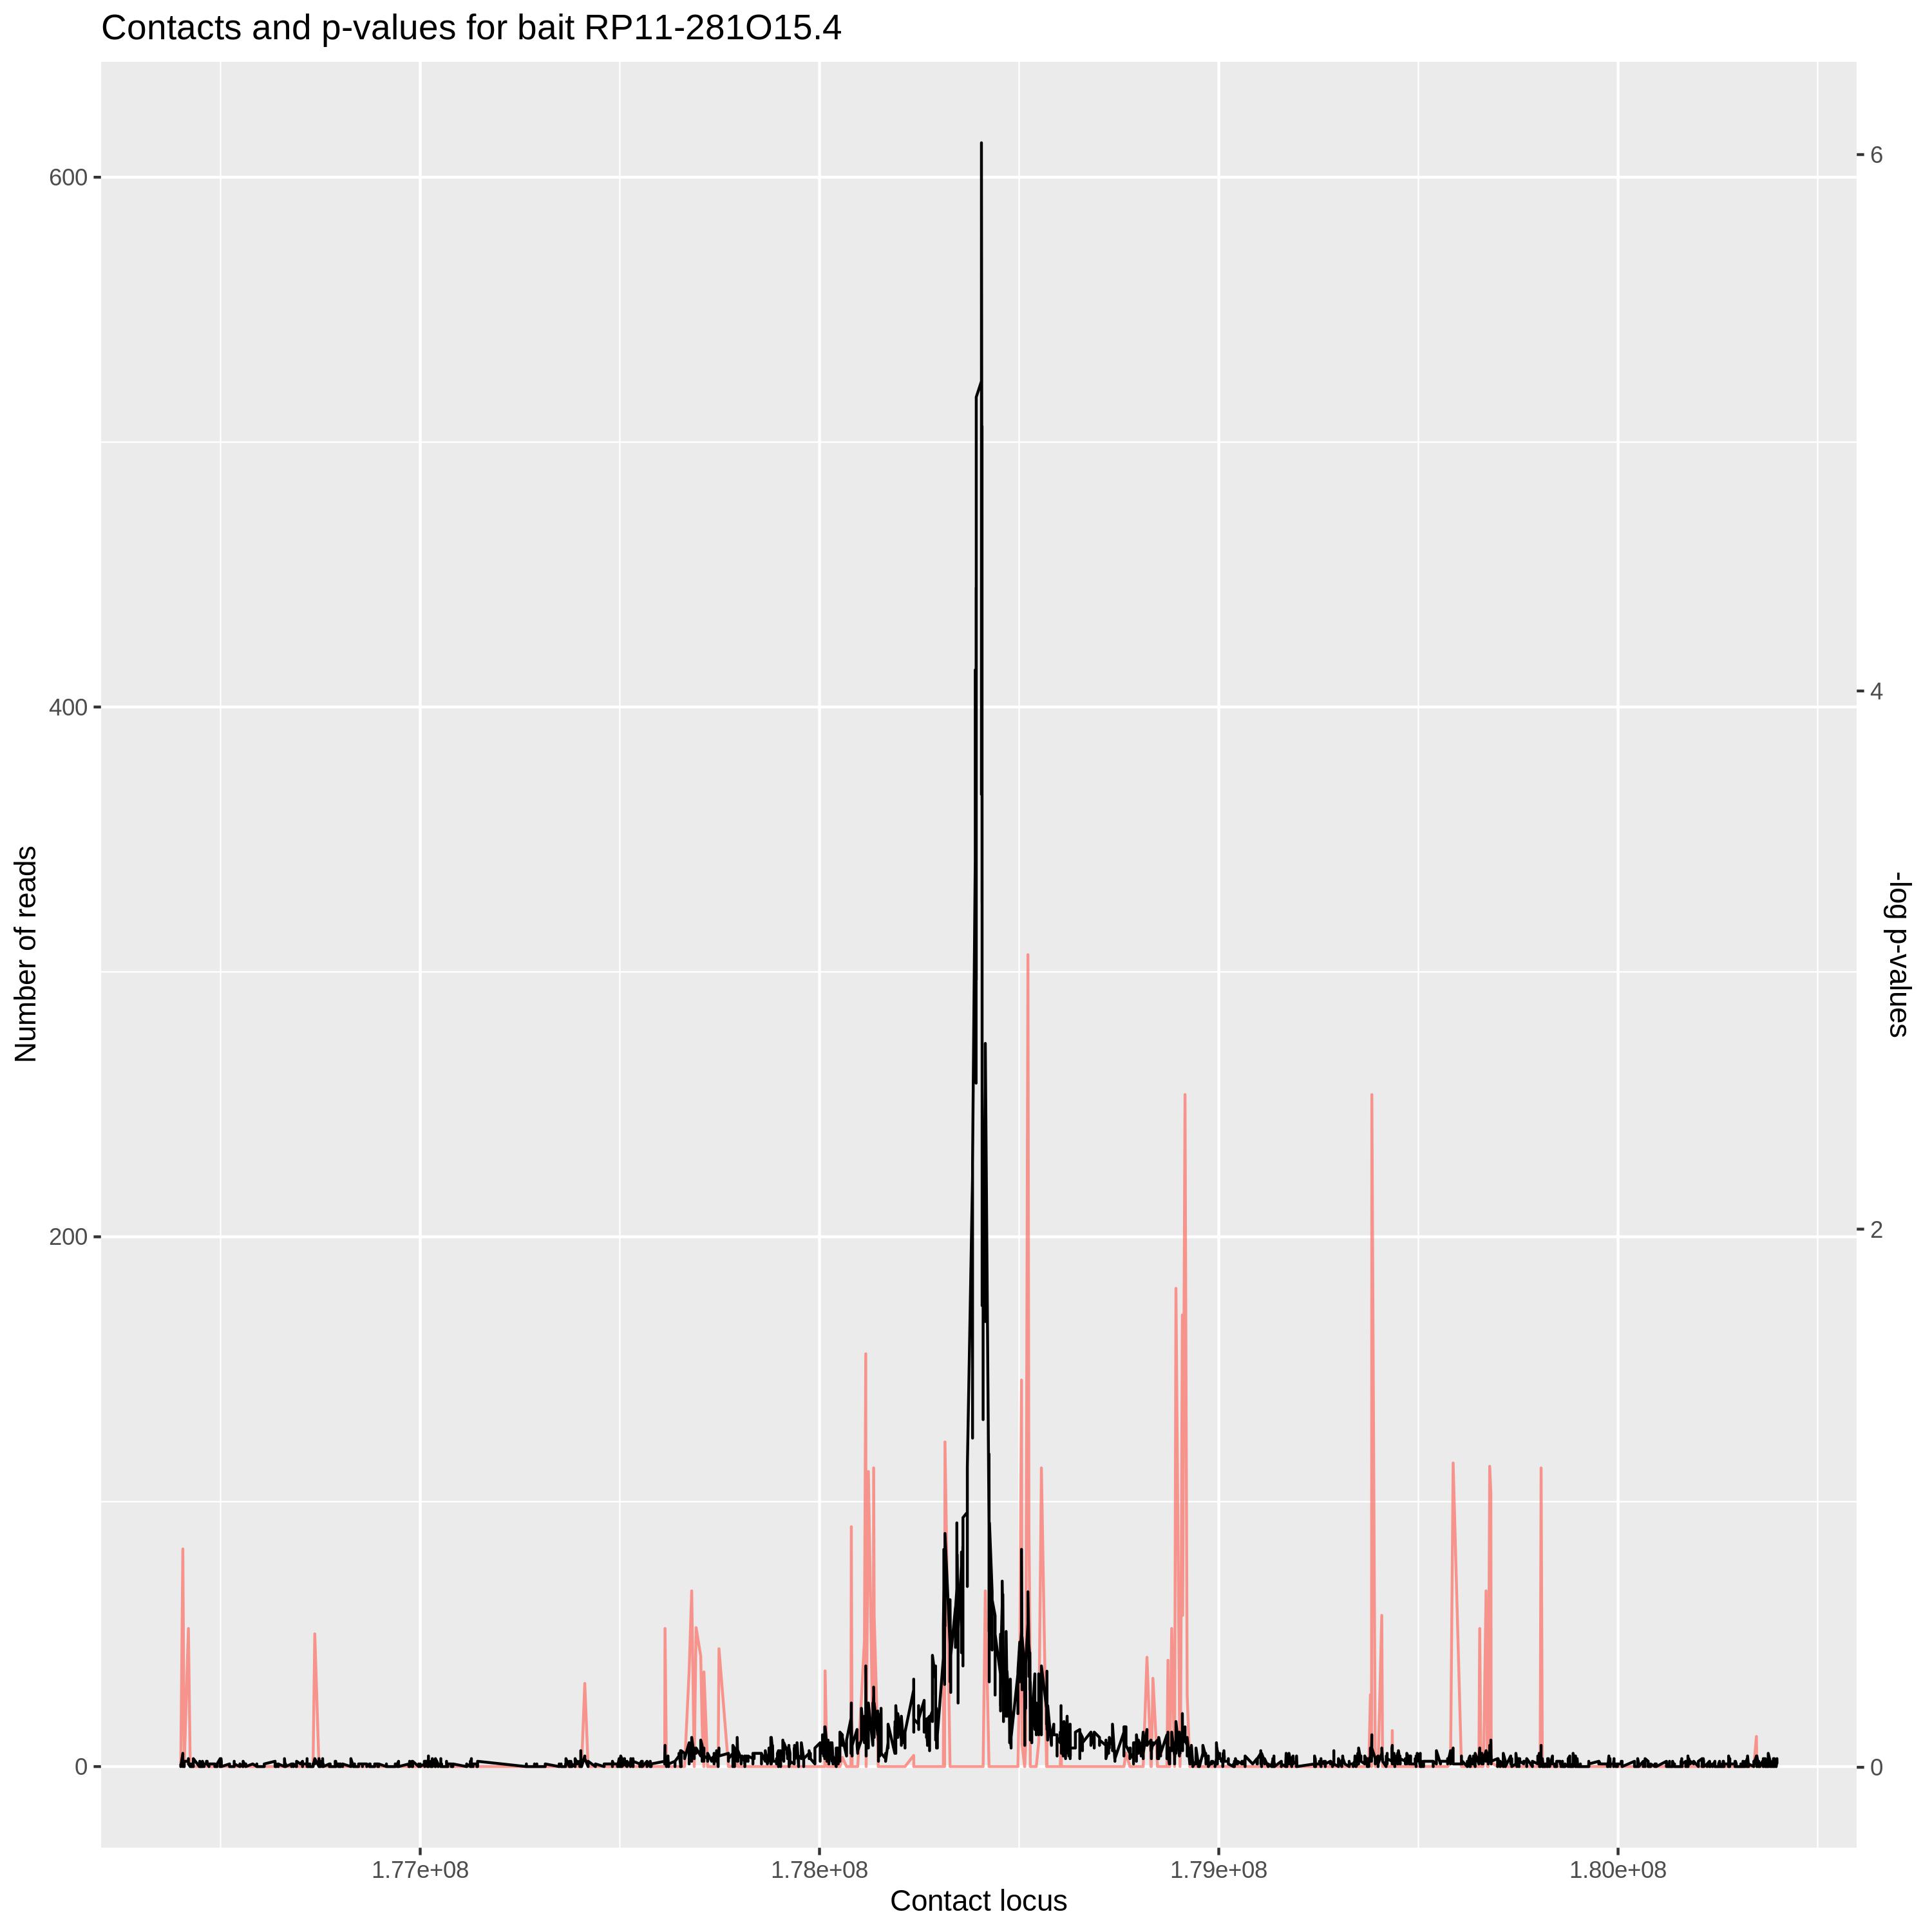 Contacts and p-values for bait RP11-281O15.4
600
400
200
0
Number of reads
6
4
2
0
-log p-values
1.77e+08
1.78e+08
1.79e+08
1.80e+08
Contact locus